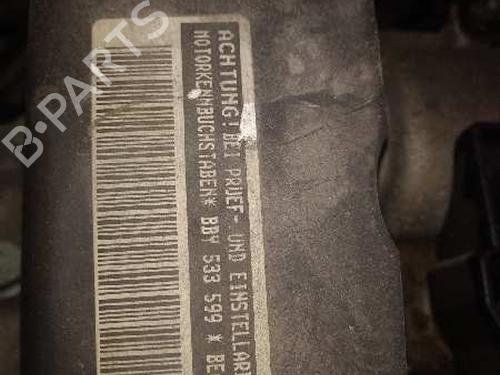 ACHTUNG! BEI PRUEF- UND EINSTELLAR
MOTORKENNBUCHSTABEN* BBY 533 599 * BE
B-PARTS